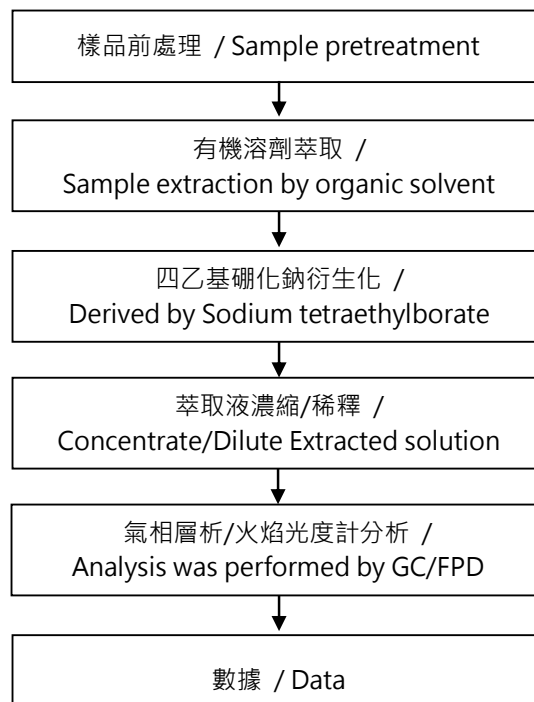 樣品前處理 / Sample pretreatment
有機溶劑萃取 /
Sample extraction by organic solvent
四乙基硼化鈉衍生化 /
Derived by Sodium tetraethylborate
萃取液濃縮/稀釋 /
Concentrate/Dilute Extracted solution
氣相層析/火焰光度計分析 /
Analysis was performed by GC/FPD
數據 / Data